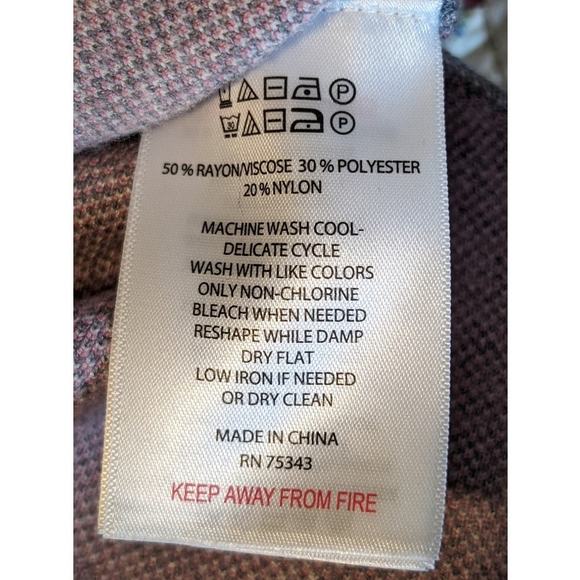 P
30 P
50 % RAYON/VISCOSE 30 % POLYESTER
20 % NYLON
MACHINE WASH COOL-
DELICATE CYCLE
WASH WITH LIKE COLORS
ONLY NON-CHLORINE
BLEACH WHEN NEEDED
RESHAPE WHILE DAMP
DRY FLAT
LOW IRON IF NEEDED
OR DRY CLEAN
MADE IN CHINA
RN 75343
KEEP AWAY FROM FIRE